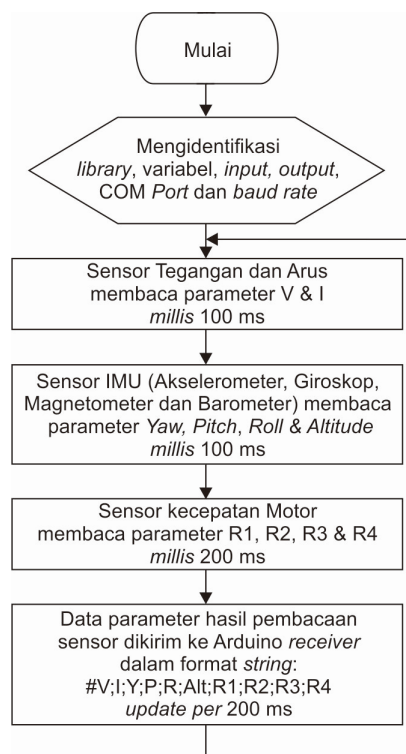 Mulai
Mengidentifikasi
library, variabel, input, output,
COM Port dan baud rate
Sensor Tegangan dan Arus
membaca parameter V & I
millis 100 ms
Sensor IMU (Akselerometer, Giroskop,
Magnetometer dan Barometer) membaca
parameter Yaw, Pitch, Roll & Altitude
millis 100 ms
Sensor kecepatan Motor
membaca parameter R1, R2, R3 & R4
millis 200 ms
Data parameter hasil pembacaan
sensor dikirim ke Arduino receiver
dalam format string:
#V;I;Y;P;R;Alt;R1;R2;R3;R4
update per 200 ms